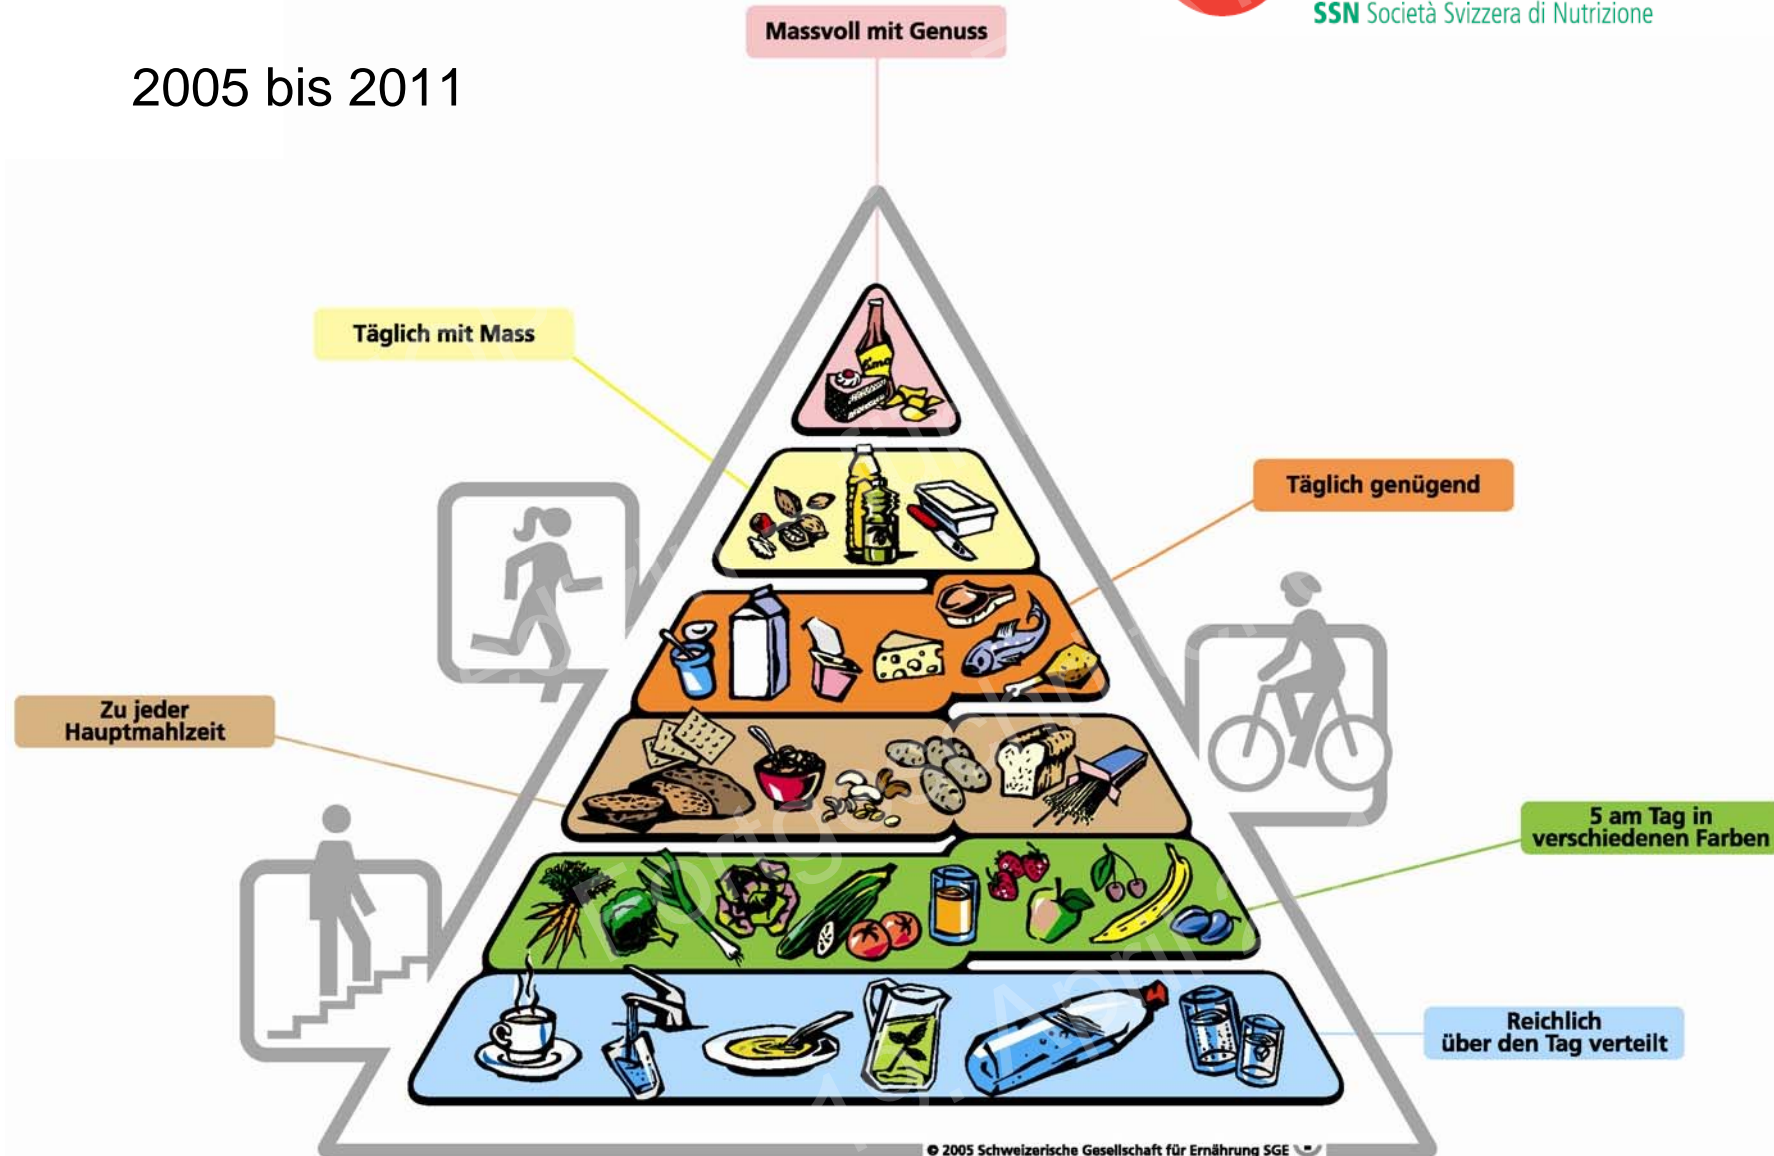 SSN Società Svizzera di Nutrizione
Massvoll mit Genuss
2005 bis 2011
Täglich mit Mass
Täglich genügend
Zu jeder
Hauptmahlzeit
5 am Tag in
verschiedenen Farben
Reichlich
über den Tag verteilt
© 2005 Schweizerische Gesellschaft für Ernährung SGE